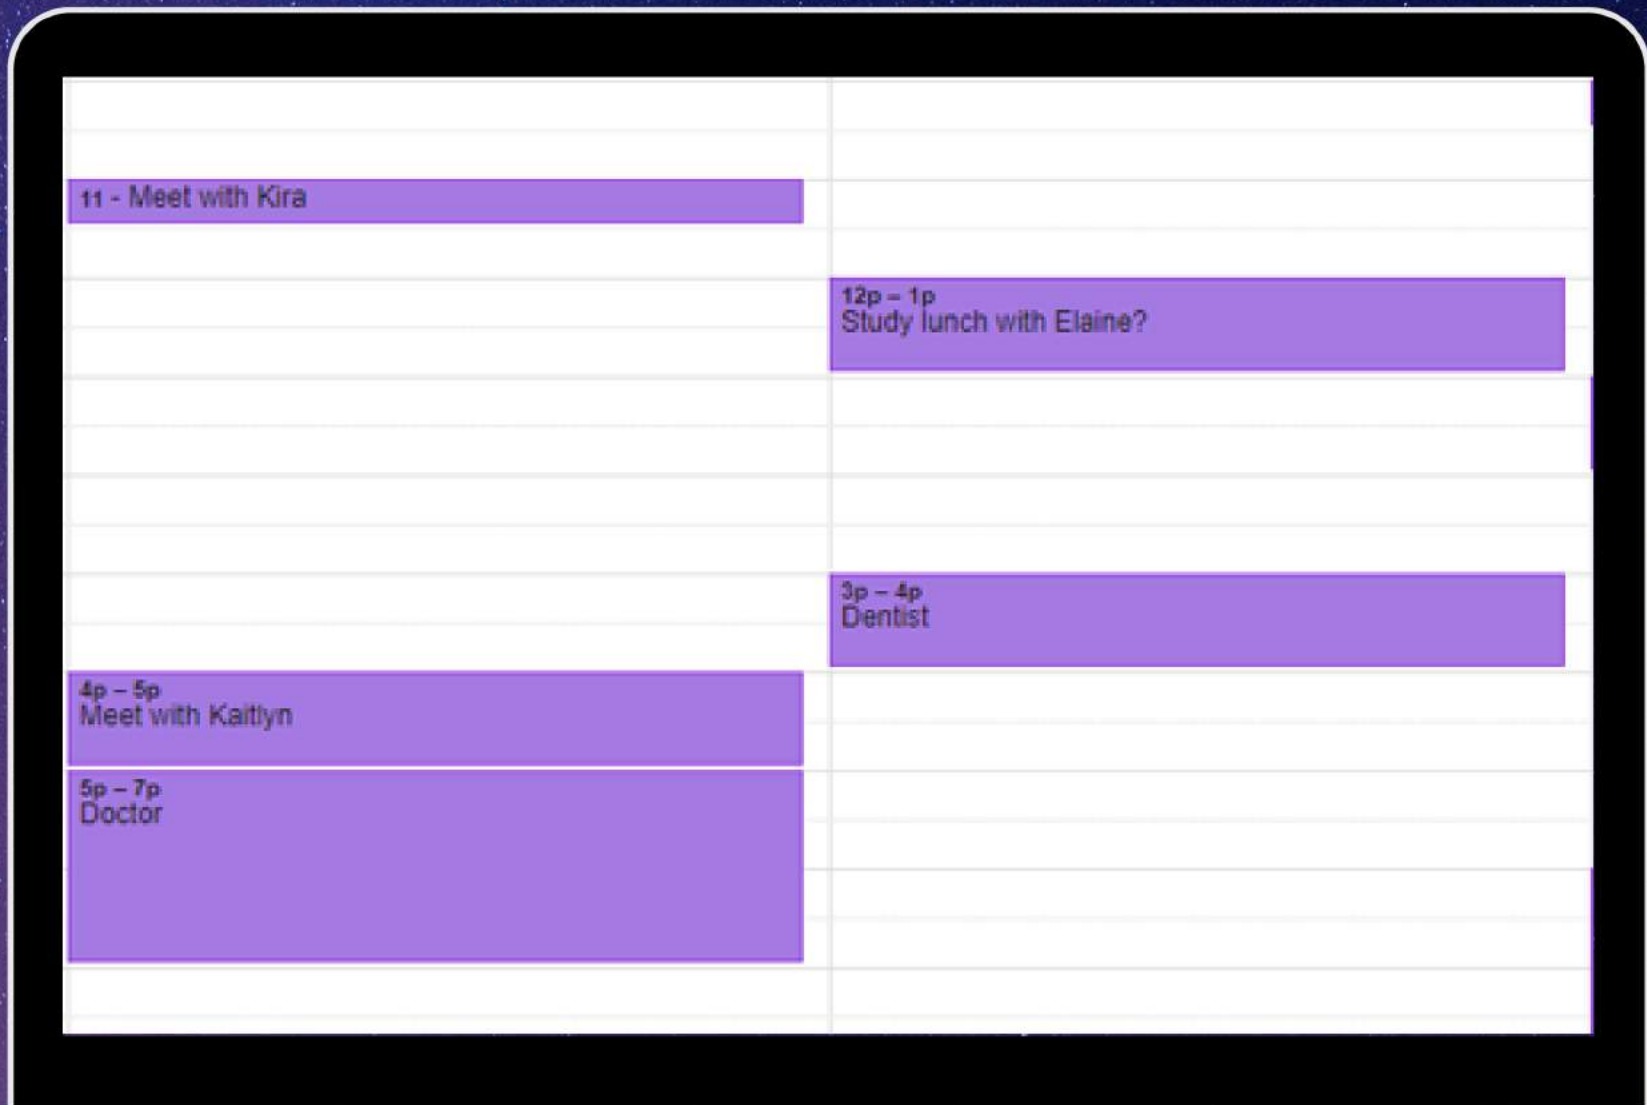 11 - Meet with Kira
12p – 1p
Study lunch with Elaine?
3p – 4p
Dentist
4p – 5p
Meet with Kaitlyn
5p – 7p
Doctor